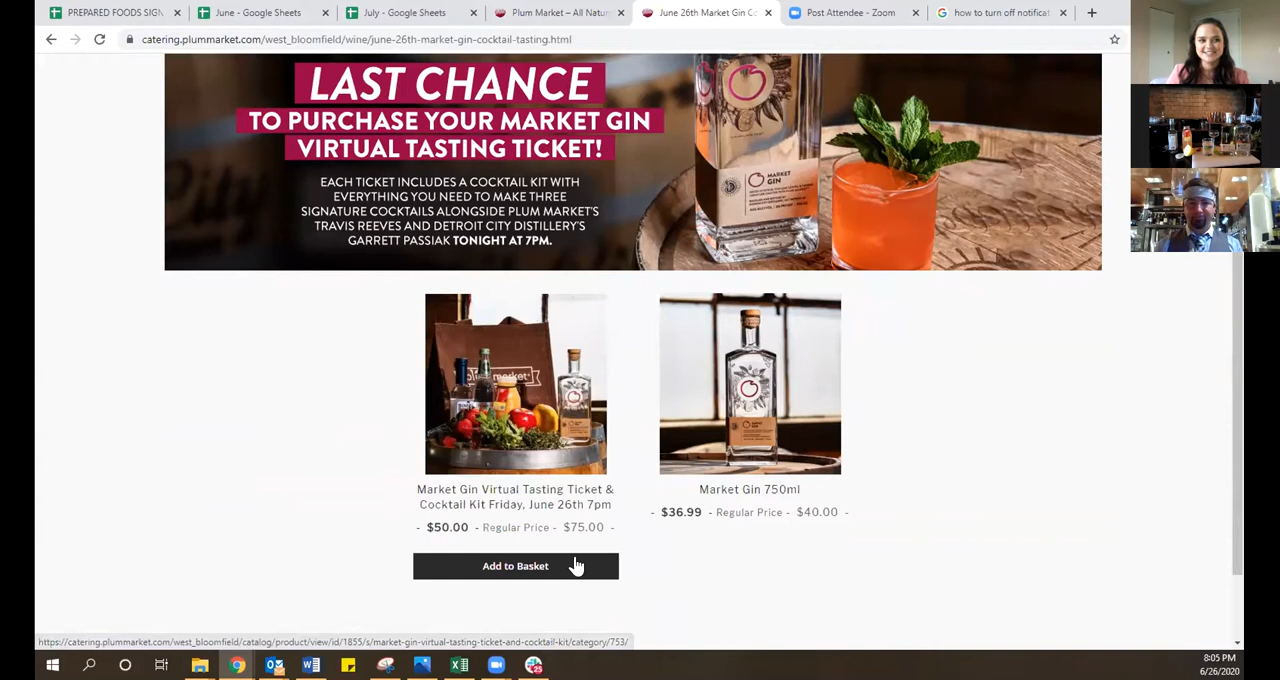 PREPARED FOODS SIGN
June - Google Sheets
July - Google Sheets
Plum Market – All Natur
June 26th Market Gin Co
Post Attendee - Zoom
how to turn off notificat
catering.plummarket.com/west_bloomfield/wine/june-26th-market-gin-cocktail-tasting.html
LAST CHANCE
TO PURCHASE YOUR MARKET GIN
VIRTUAL TASTING TICKET!
EACH TICKET INCLUDES A COCKTAIL KIT WITH
EVERYTHING YOU NEED TO MAKE THREE
SIGNATURE COCKTAILS ALONGSIDE PLUM MARKET'S
TRAVIS REEVES AND DETROIT CITY DISTILLERY'S
GARRETT PASSIAK TONIGHT AT 7PM.
MARKET
GIN
Market Gin Virtual Tasting Ticket &
Cocktail Kit Friday, June 26th 7pm
- $50.00 - Regular Price - $75.00 -
Add to Basket
Market Gin 750ml
- $36.99 - Regular Price - $40.00 -
https://catering.plummarket.com/west_bloomfield/catalog/product/view/id/1855/s/market-gin-virtual-tasting-ticket-and-cocktail-kit/category/753/
8:05 PM
6/26/2020